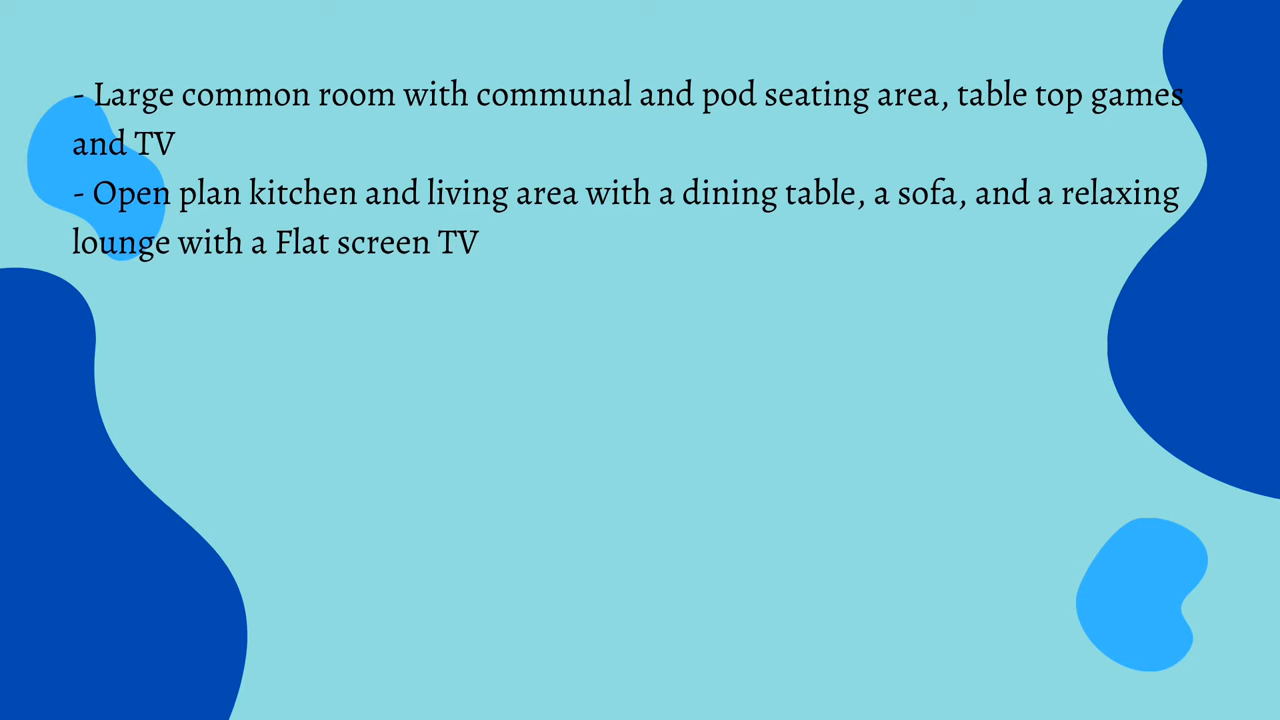 - Large common room with communal and pod seating area, table top games
and TV
- Open plan kitchen and living area with a dining table, a sofa, and a relaxing
lounge with a Flat screen TV